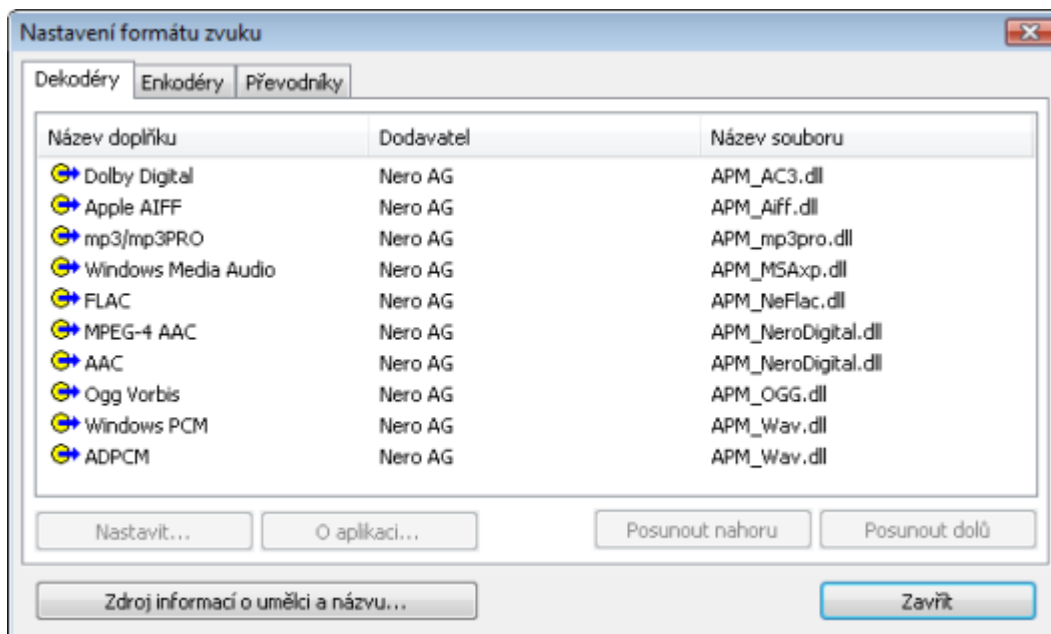 Nastavení formátu zvuku
Dekodéry Enkodéry Převodníky
Název doplňku Dodavatel Název souboru
Dolby Digital Nero AG APM_AC3.dll
Apple AIFF Nero AG APM_Aiff.dll
mp3/mp3PRO Nero AG APM_mp3pro.dll
Windows Media Audio Nero AG APM_MSAxp.dll
FLAC Nero AG APM_NeFlac.dll
MPEG-4 AAC Nero AG APM_NeroDigital.dll
AAC Nero AG APM_NeroDigital.dll
Ogg Vorbis Nero AG APM_OGG.dll
Windows PCM Nero AG APM_Wav.dll
ADPCM Nero AG APM_Wav.dll
Nastavit... O aplikaci... Posunout nahoru Posunout dolů
Zdroj informací o umělci a názvu... Zavřít